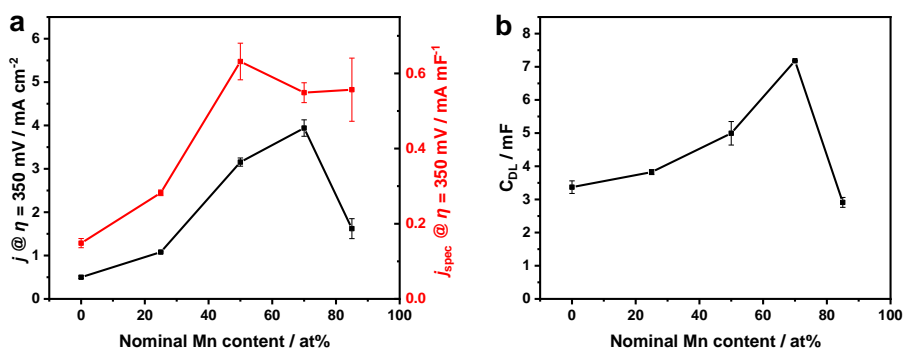 a
j @ η = 350 mV / mA cm-2
6
5
4
3
2
1
0
0.6
0.4
0.2
0.0
jspec @ η = 350 mV / mA mF-1
0 20 40 60 80 100
Nominal Mn content / at%
b
CDL / mF
8
7
6
5
4
3
2
1
0
0 20 40 60 80 100
Nominal Mn content / at%